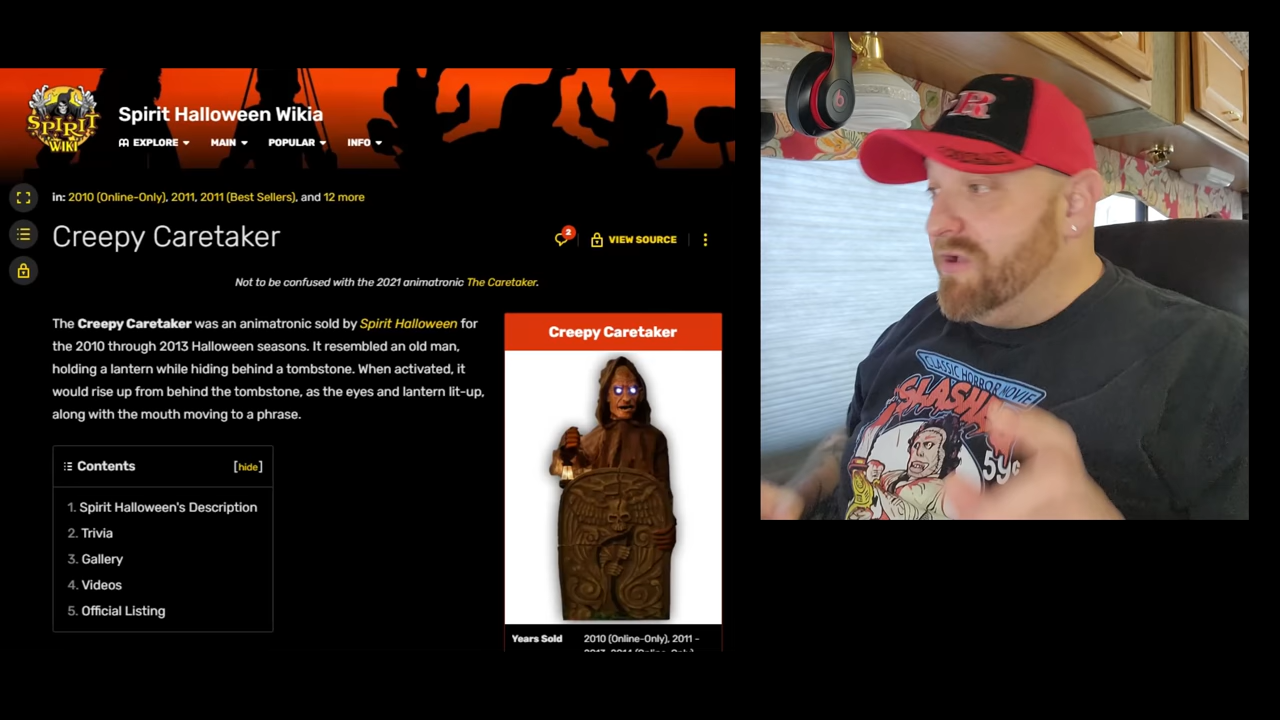 SPIRIT
WIKI
Spirit Halloween Wikia
EXPLORE MAIN POPULAR INFO
in: 2010 (Online-Only), 2011, 2011 (Best Sellers), and 12 more
Creepy Caretaker
2
VIEW SOURCE
Not to be confused with the 2021 animatronic The Caretaker.
The Creepy Caretaker was an animatronic sold by Spirit Halloween for
the 2010 through 2013 Halloween seasons. It resembled an old man,
holding a lantern while hiding behind a tombstone. When activated, it
would rise up from behind the tombstone, as the eyes and lantern lit-up,
along with the mouth moving to a phrase.
Contents [hide]
1. Spirit Halloween's Description
2. Trivia
3. Gallery
4. Videos
5. Official Listing
Creepy Caretaker
Years Sold
2010 (Online-Only), 2011 -
R
CLASSIC HORROR MOVIE